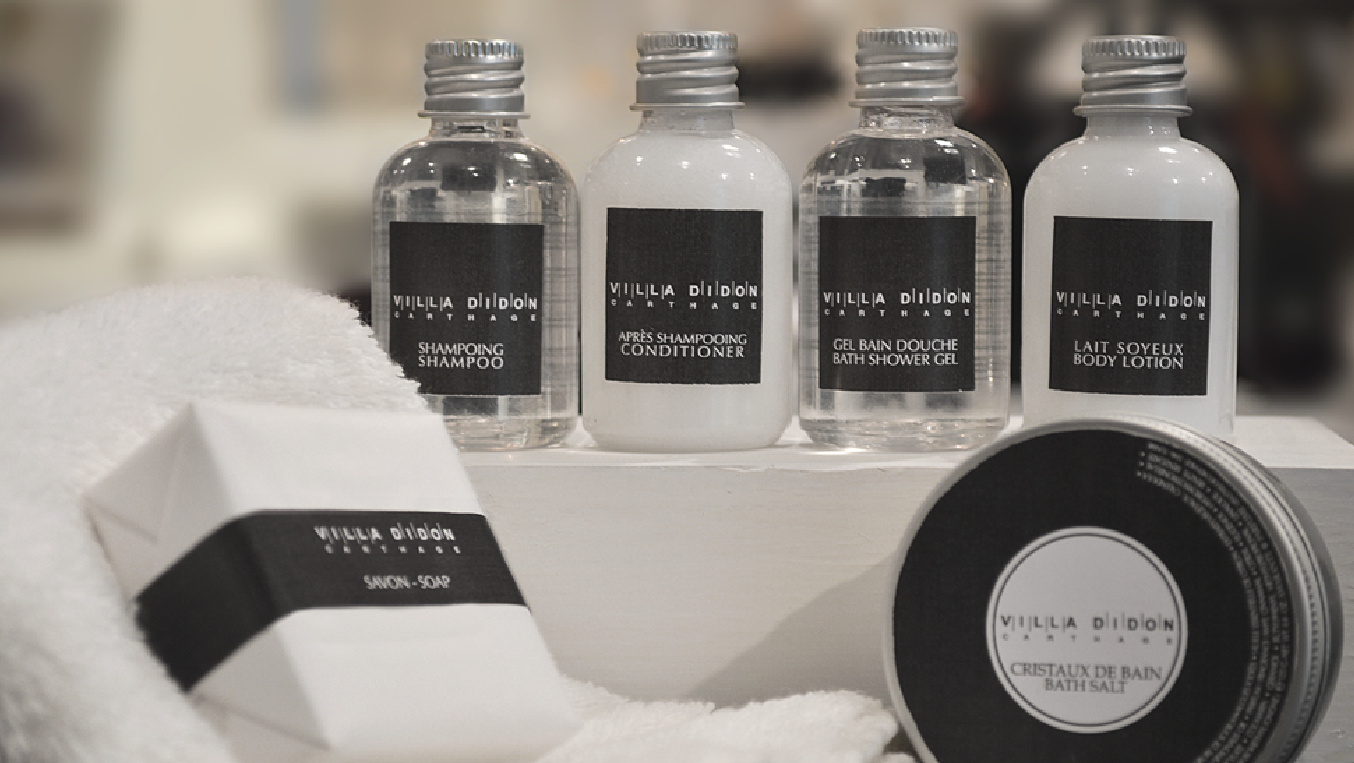 VILLA DIDON
CARTHAGE
SHAMPOING
SHAMPOO
VILLA DIDON
CARTHAGE
APRÈS SHAMPOOING
CONDITIONER
VILLA DIDON
CARTHAGE
GEL BAIN DOUCHE
BATH SHOWER GEL
VILLA DIDON
CARTHAGE
LAIT SOYEUX
BODY LOTION
VILLA DIDON
CARTHAGE
SAVON - SOAP
VILLA DIDON
CARTHAGE
CRISTAUX DE BAIN
BATH SALT